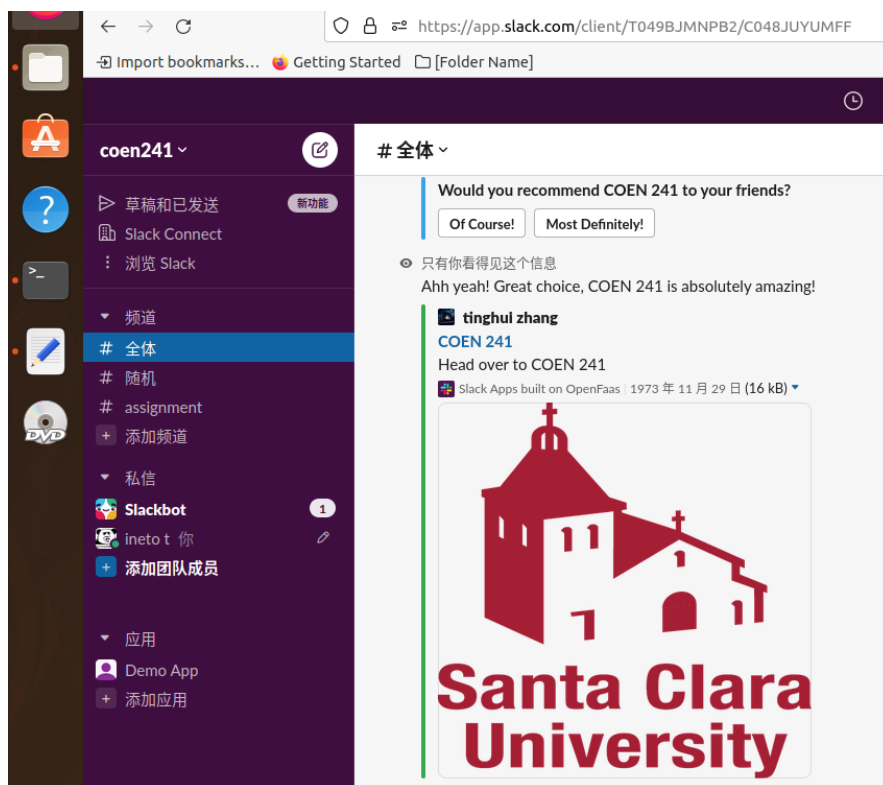 https://app.slack.com/client/T049BJMNPB2/C048JUYUMFF
Import bookmarks... Getting Started [Folder Name]
coen241
草稿和已发送 新功能
Slack Connect
浏览 Slack
频道
# 全体
# 随机
# assignment
+ 添加频道
私信
Slackbot 1
ineto t 你
+ 添加团队成员
应用
Demo App
+ 添加应用
# 全体
Would you recommend COEN 241 to your friends?
Of Course! Most Definitely!
只有你看得见这个信息
Ahh yeah! Great choice, COEN 241 is absolutely amazing!
tinghui zhang
COEN 241
Head over to COEN 241
Slack Apps built on OpenFaas | 1973 年 11 月 29 日 (16 kB)
Santa Clara
University
DVD